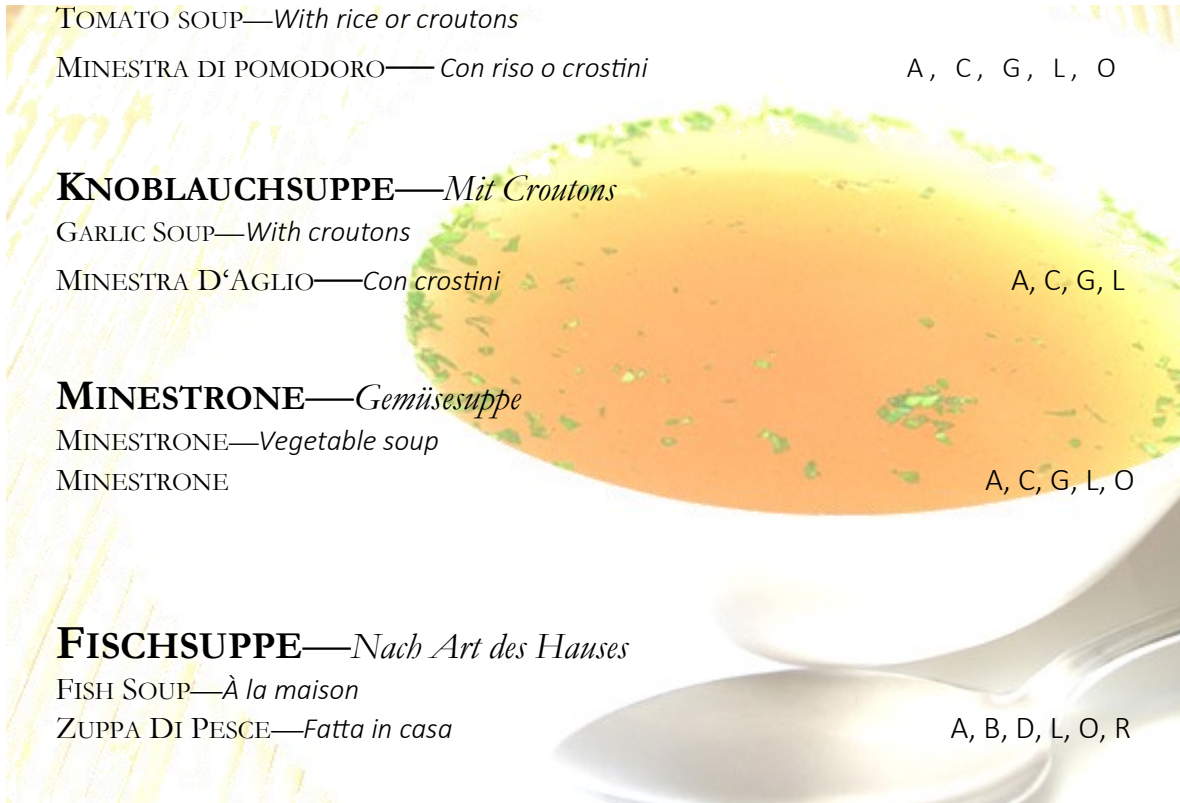 TOMATO SOUP—With rice or croutons
MINESTRA DI POMODORO—— Con riso o crostini A, C, G, L, O
KNOBLAUCHSUPPE—–Mit Croutons
GARLIC SOUP—With croutons
MINESTRA D‘AGLIO——Con crostini A, C, G, L
MINESTRONE—–Gemüsesuppe
MINESTRONE—Vegetable soup
MINESTRONE A, C, G, L, O
FISCHSUPPE—–Nach Art des Hauses
FISH SOUP—À la maison
ZUPPA DI PESCE—Fatta in casa A, B, D, L, O, R